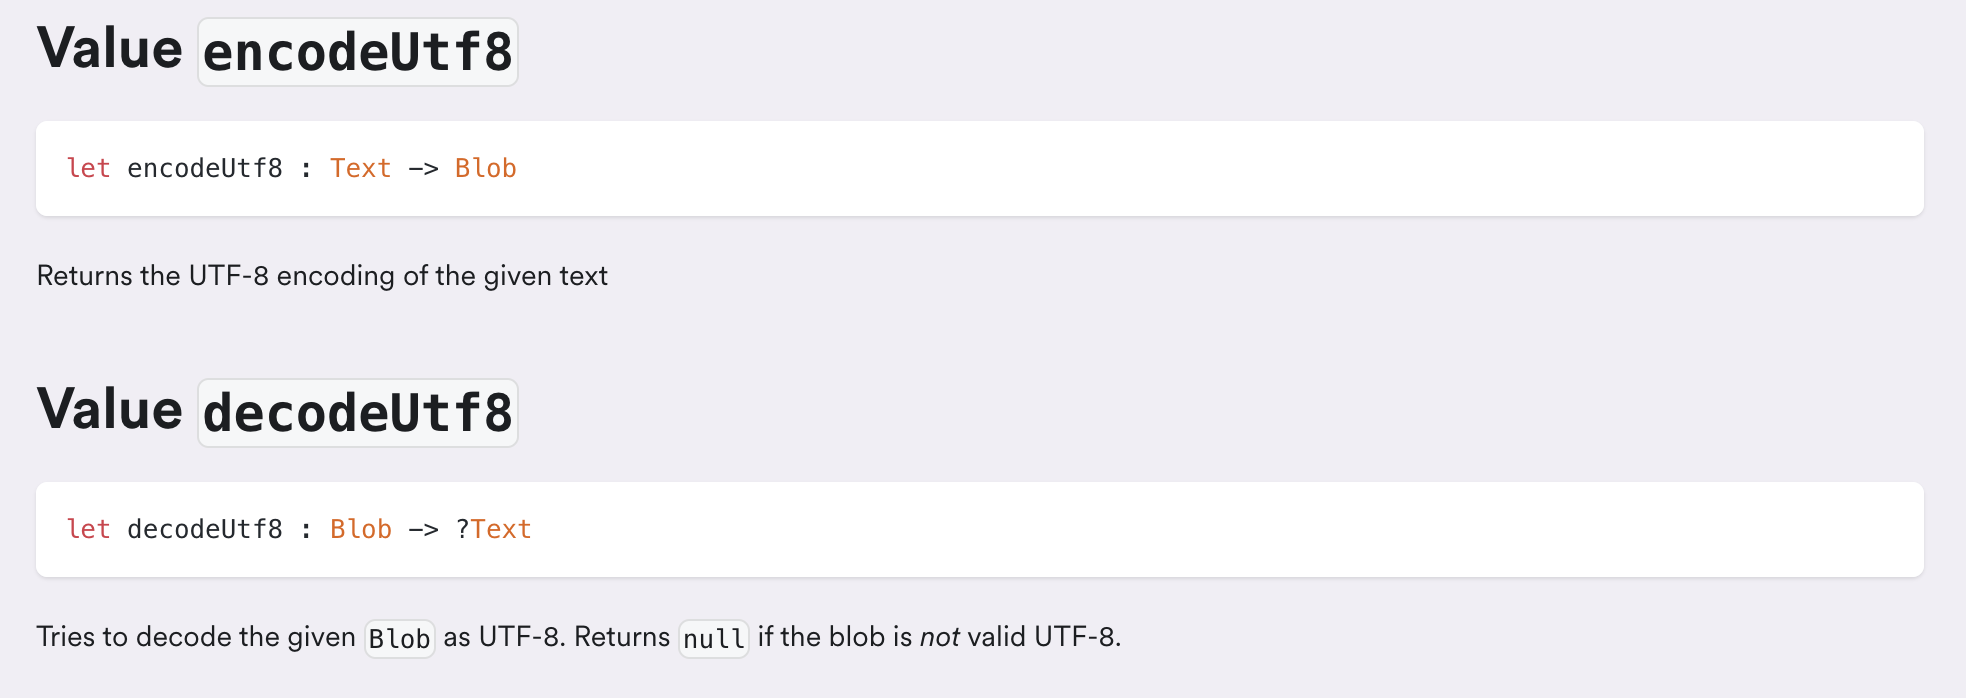 Value encodeUtf8
let encodeUtf8 : Text -> Blob
Returns the UTF-8 encoding of the given text
Value decodeUtf8
let decodeUtf8 : Blob -> ?Text
Tries to decode the given Blob as UTF-8. Returns null if the blob is not valid UTF-8.